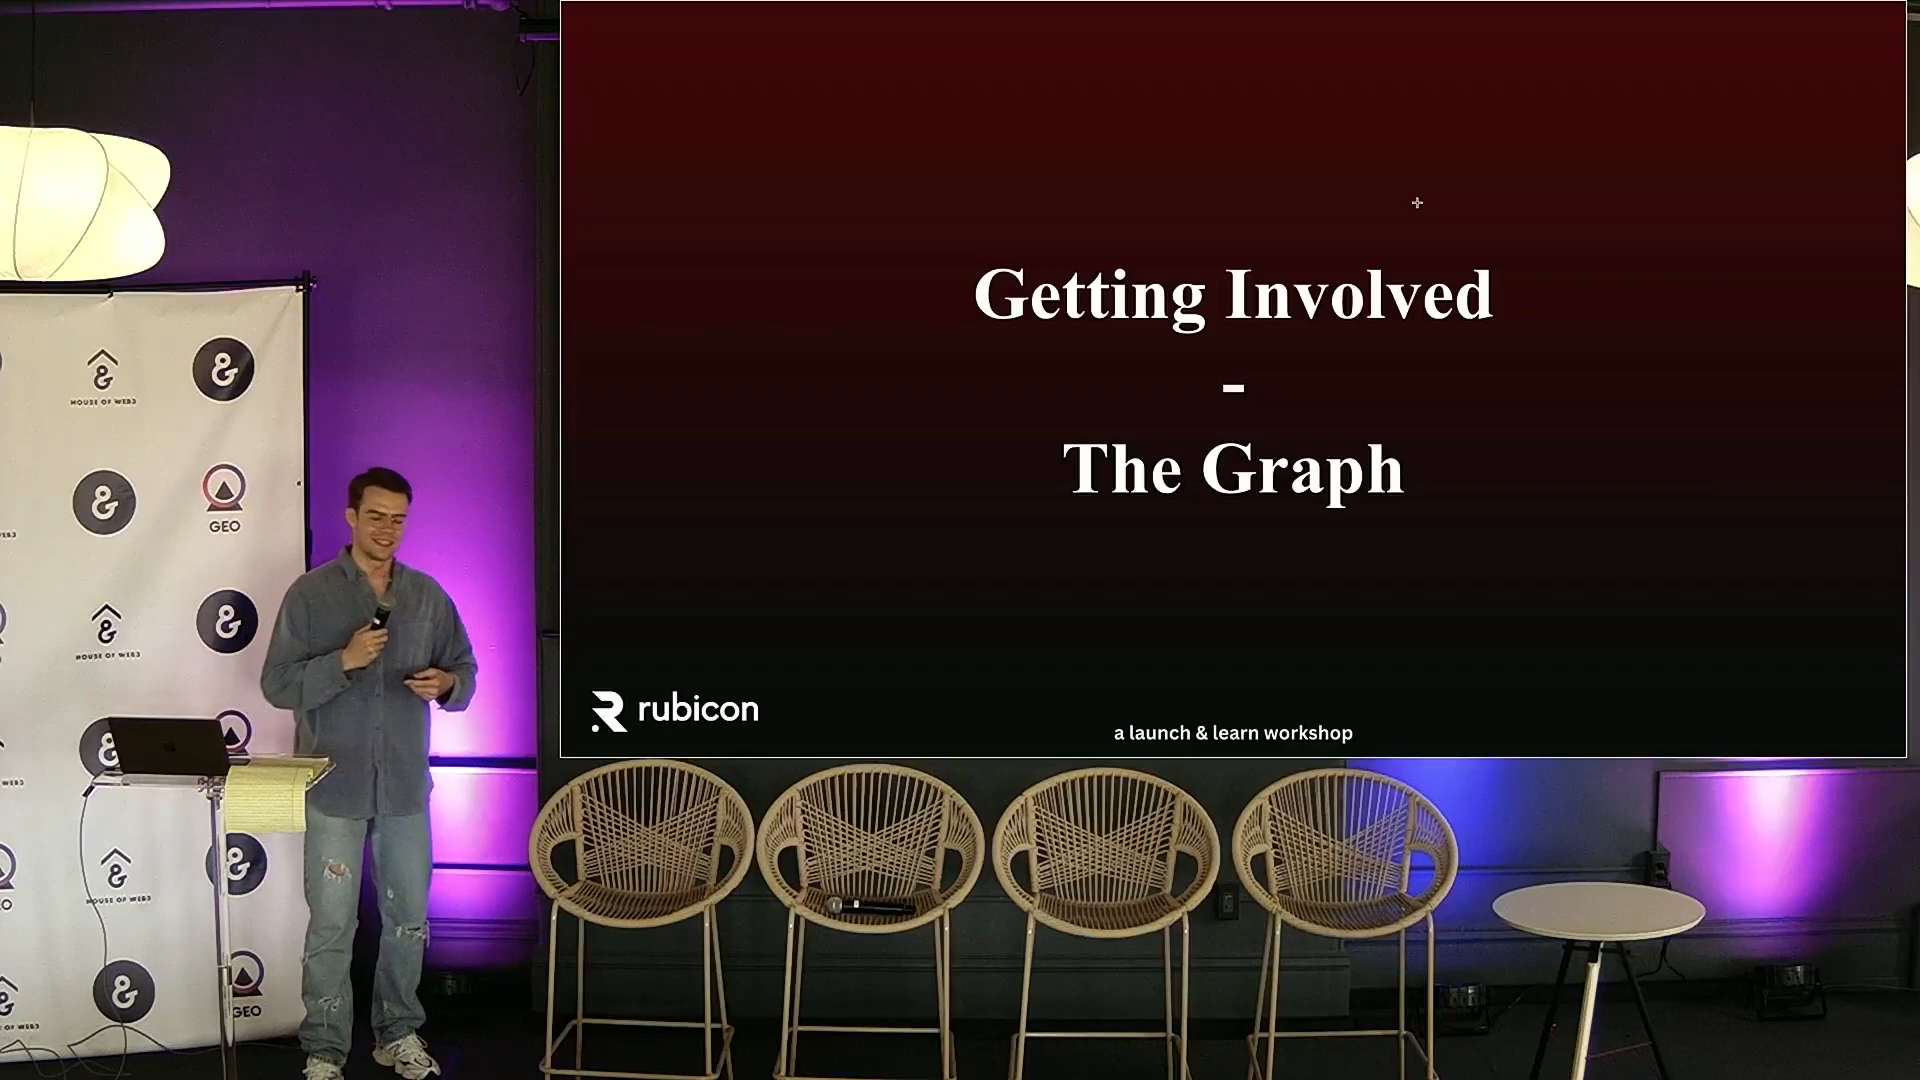 Getting Involved
-
The Graph
rubicon
a launch & learn workshop
&
HOUSE OF WEB3
&
&
GEO
&
HOUSE OF WEB3
&
&
HOUSE OF WEB3
&
&
GEO